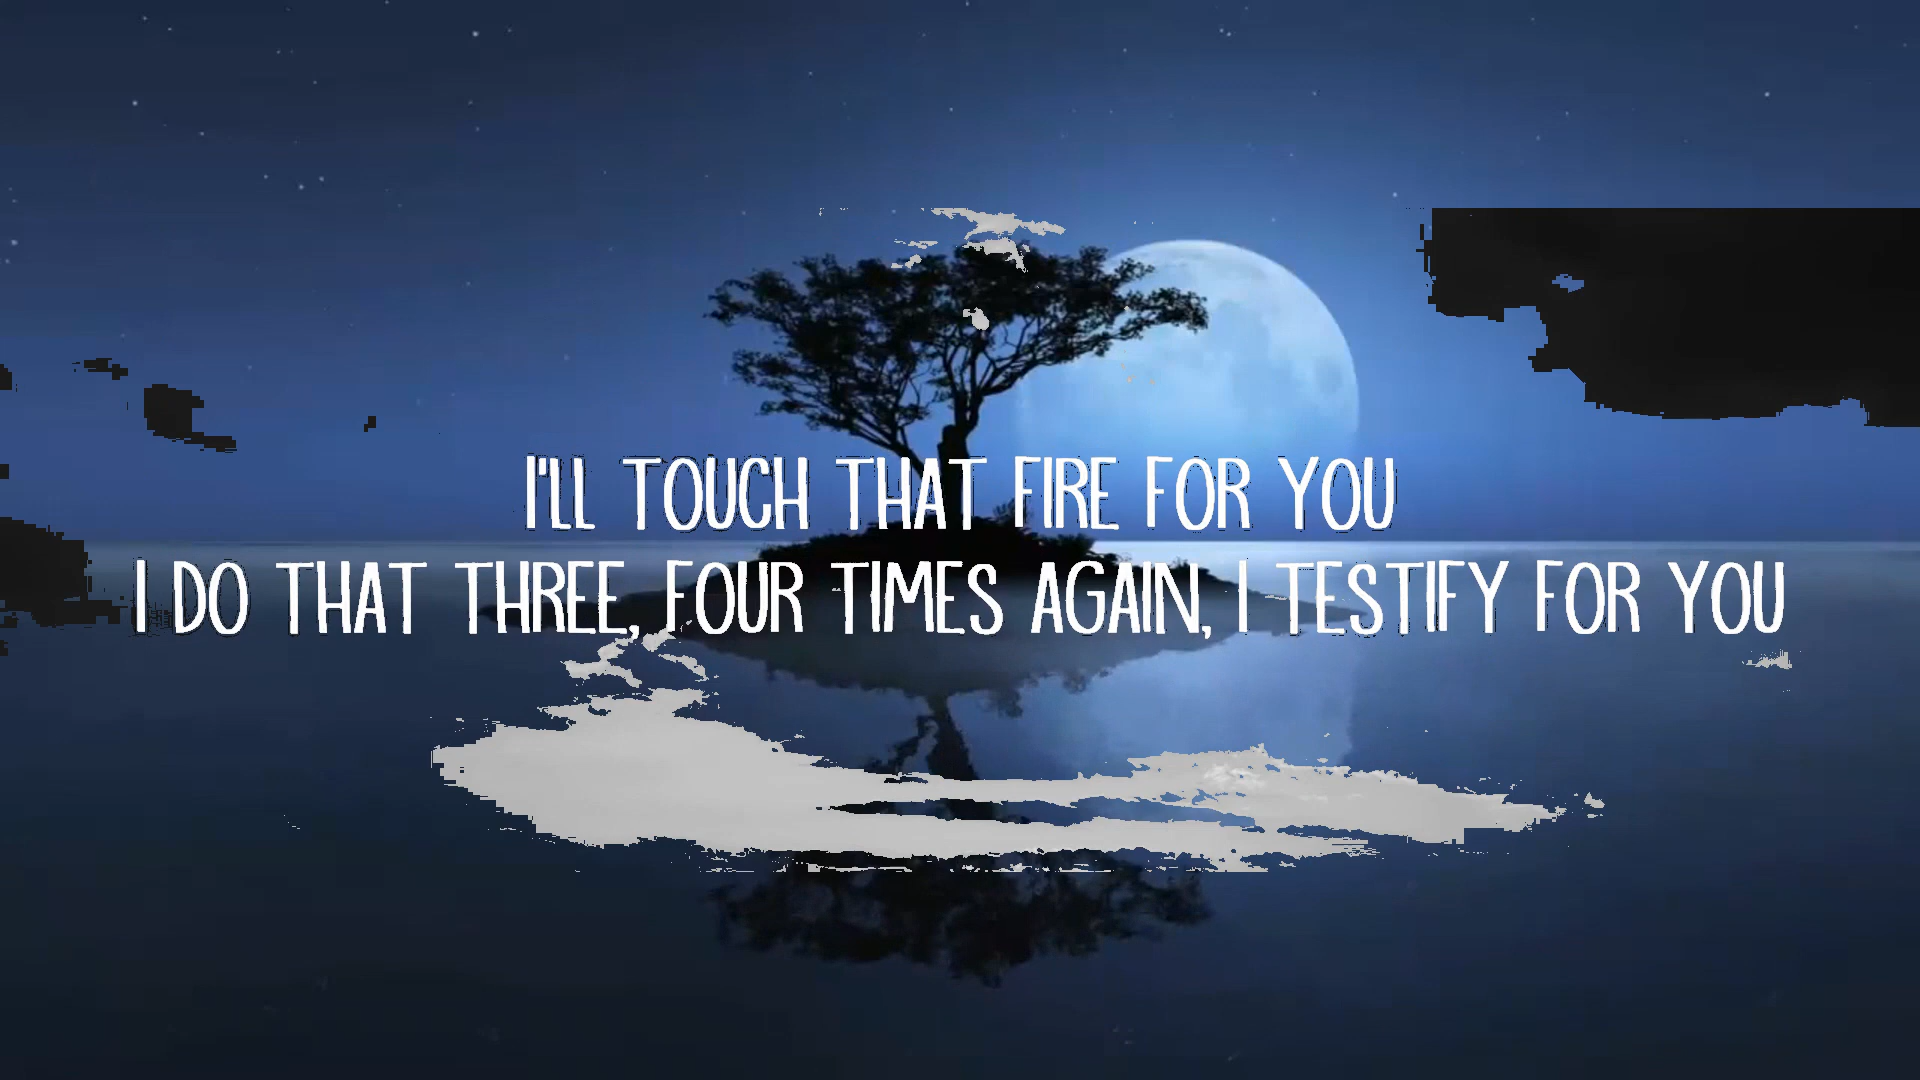 I'LL TOUCH THAT FIRE FOR YOU
I DO THAT THREE, FOUR TIMES AGAIN, I TESTIFY FOR YOU